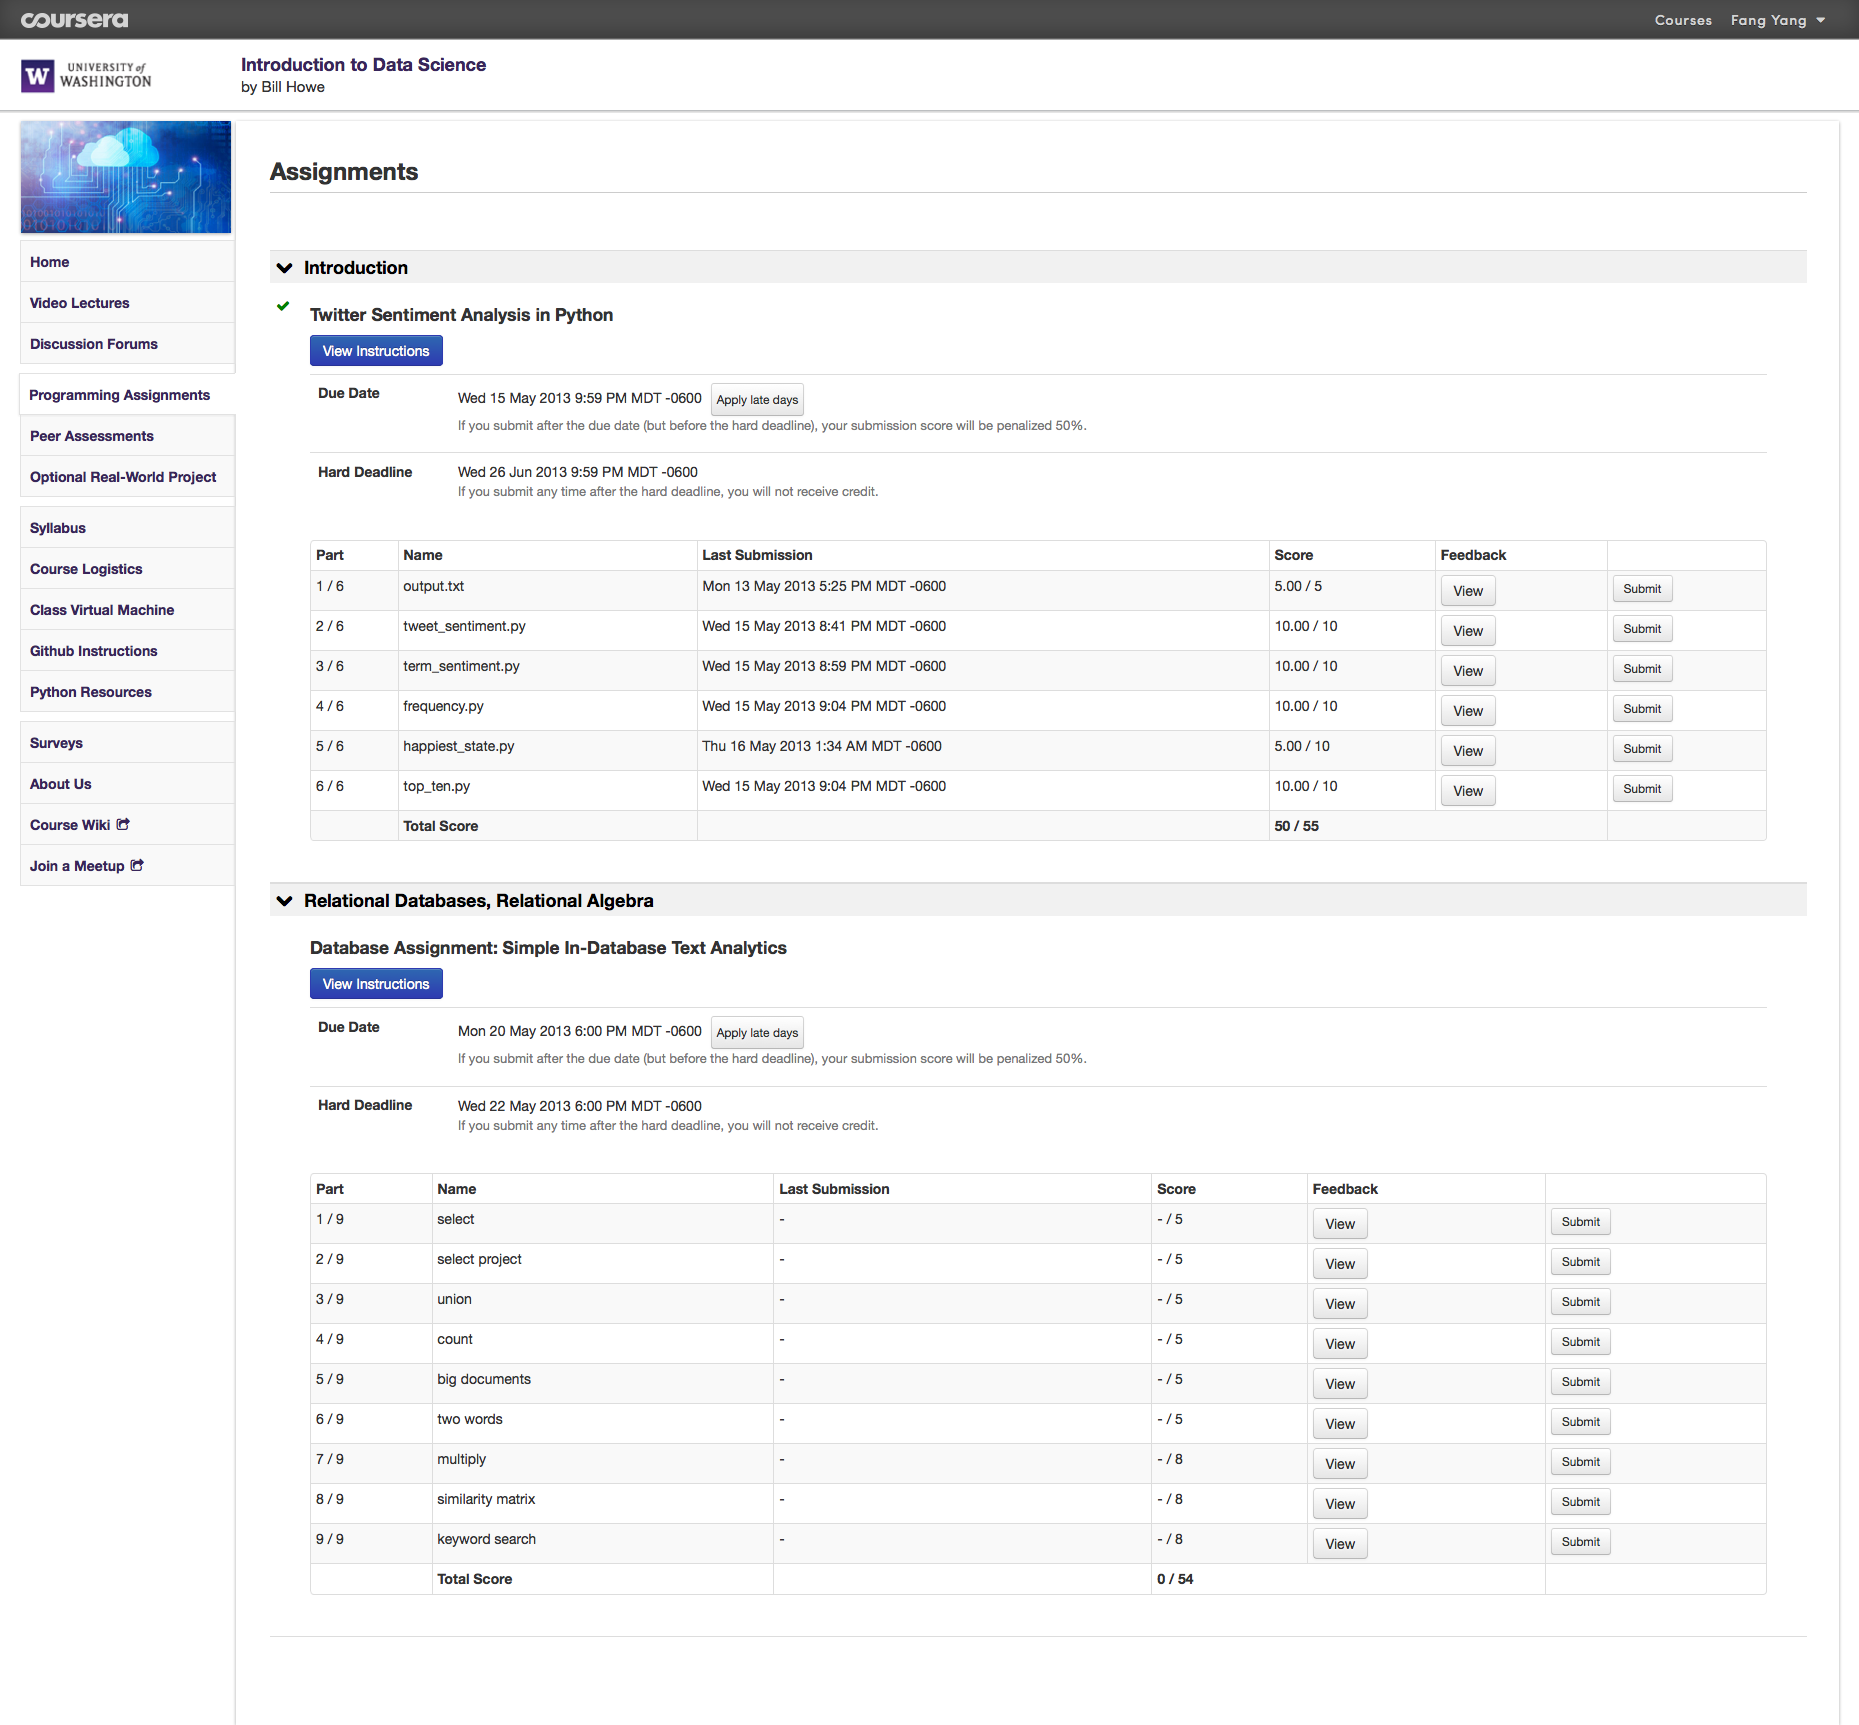 coursera
Courses Fang Yang
W UNIVERSITY of WASHINGTON
Introduction to Data Science
by Bill Howe
Home
Video Lectures
Discussion Forums
Programming Assignments
Peer Assessments
Optional Real-World Project
Syllabus
Course Logistics
Class Virtual Machine
Github Instructions
Python Resources
Surveys
About Us
Course Wiki
Join a Meetup
Assignments
Introduction
Twitter Sentiment Analysis in Python
View Instructions
Due Date Wed 15 May 2013 9:59 PM MDT -0600 Apply late days
If you submit after the due date (but before the hard deadline), your submission score will be penalized 50%.
Hard Deadline Wed 26 Jun 2013 9:59 PM MDT -0600
If you submit any time after the hard deadline, you will not receive credit.
Part Name Last Submission Score Feedback
1 / 6 output.txt Mon 13 May 2013 5:25 PM MDT -0600 5.00 / 5 View Submit
2 / 6 tweet_sentiment.py Wed 15 May 2013 8:41 PM MDT -0600 10.00 / 10 View Submit
3 / 6 term_sentiment.py Wed 15 May 2013 8:59 PM MDT -0600 10.00 / 10 View Submit
4 / 6 frequency.py Wed 15 May 2013 9:04 PM MDT -0600 10.00 / 10 View Submit
5 / 6 happiest_state.py Thu 16 May 2013 1:34 AM MDT -0600 5.00 / 10 View Submit
6 / 6 top_ten.py Wed 15 May 2013 9:04 PM MDT -0600 10.00 / 10 View Submit
Total Score 50 / 55
Relational Databases, Relational Algebra
Database Assignment: Simple In-Database Text Analytics
View Instructions
Due Date Mon 20 May 2013 6:00 PM MDT -0600 Apply late days
If you submit after the due date (but before the hard deadline), your submission score will be penalized 50%.
Hard Deadline Wed 22 May 2013 6:00 PM MDT -0600
If you submit any time after the hard deadline, you will not receive credit.
Part Name Last Submission Score Feedback
1 / 9 select - - / 5 View Submit
2 / 9 select project - - / 5 View Submit
3 / 9 union - - / 5 View Submit
4 / 9 count - - / 5 View Submit
5 / 9 big documents - - / 5 View Submit
6 / 9 two words - - / 5 View Submit
7 / 9 multiply - - / 8 View Submit
8 / 9 similarity matrix - - / 8 View Submit
9 / 9 keyword search - - / 8 View Submit
Total Score 0 / 54